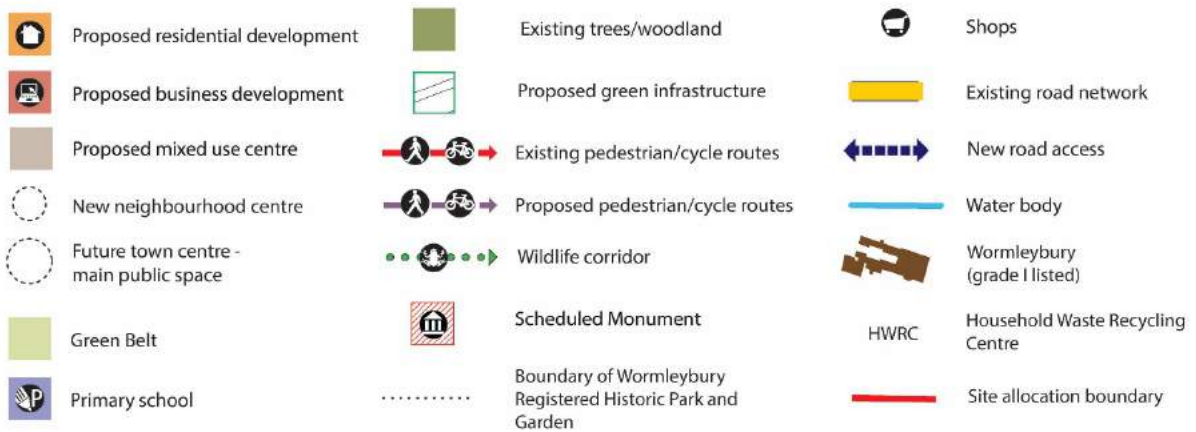 Proposed residential development
Proposed business development
Proposed mixed use centre
New neighbourhood centre
Future town centre -
main public space
Green Belt
P
Primary school
Existing trees/woodland
Proposed green infrastructure
Existing pedestrian/cycle routes
Proposed pedestrian/cycle routes
Wildlife corridor
Scheduled Monument
Boundary of Wormleybury
Registered Historic Park and
Garden
Shops
Existing road network
New road access
Water body
Wormleybury
(grade I listed)
HWRC
Household Waste Recycling
Centre
Site allocation boundary